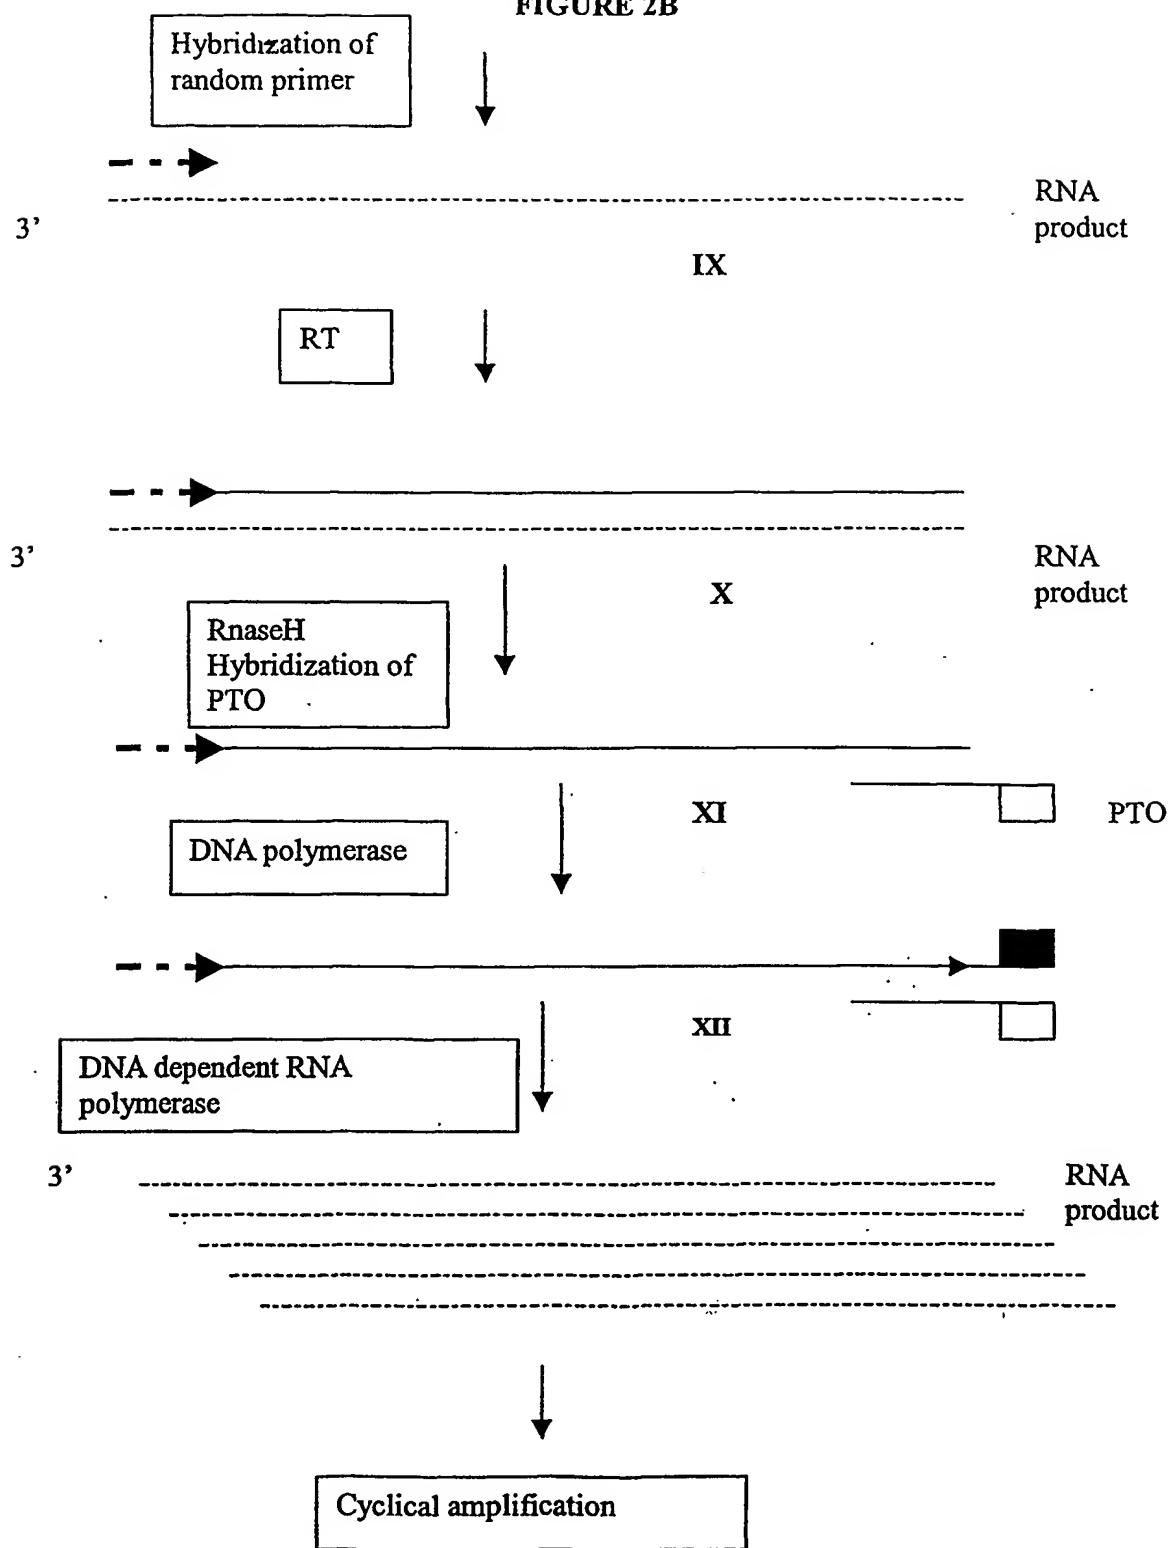 FIGURE 2B
Hybridization of
random primer
RNA
product
3’
IX
RT
3’
RNA
product
X
RnaseH
Hybridization of
PTO
XI
PTO
DNA polymerase
XII
DNA dependent RNA
polymerase
3’
RNA
product
Cyclical amplification